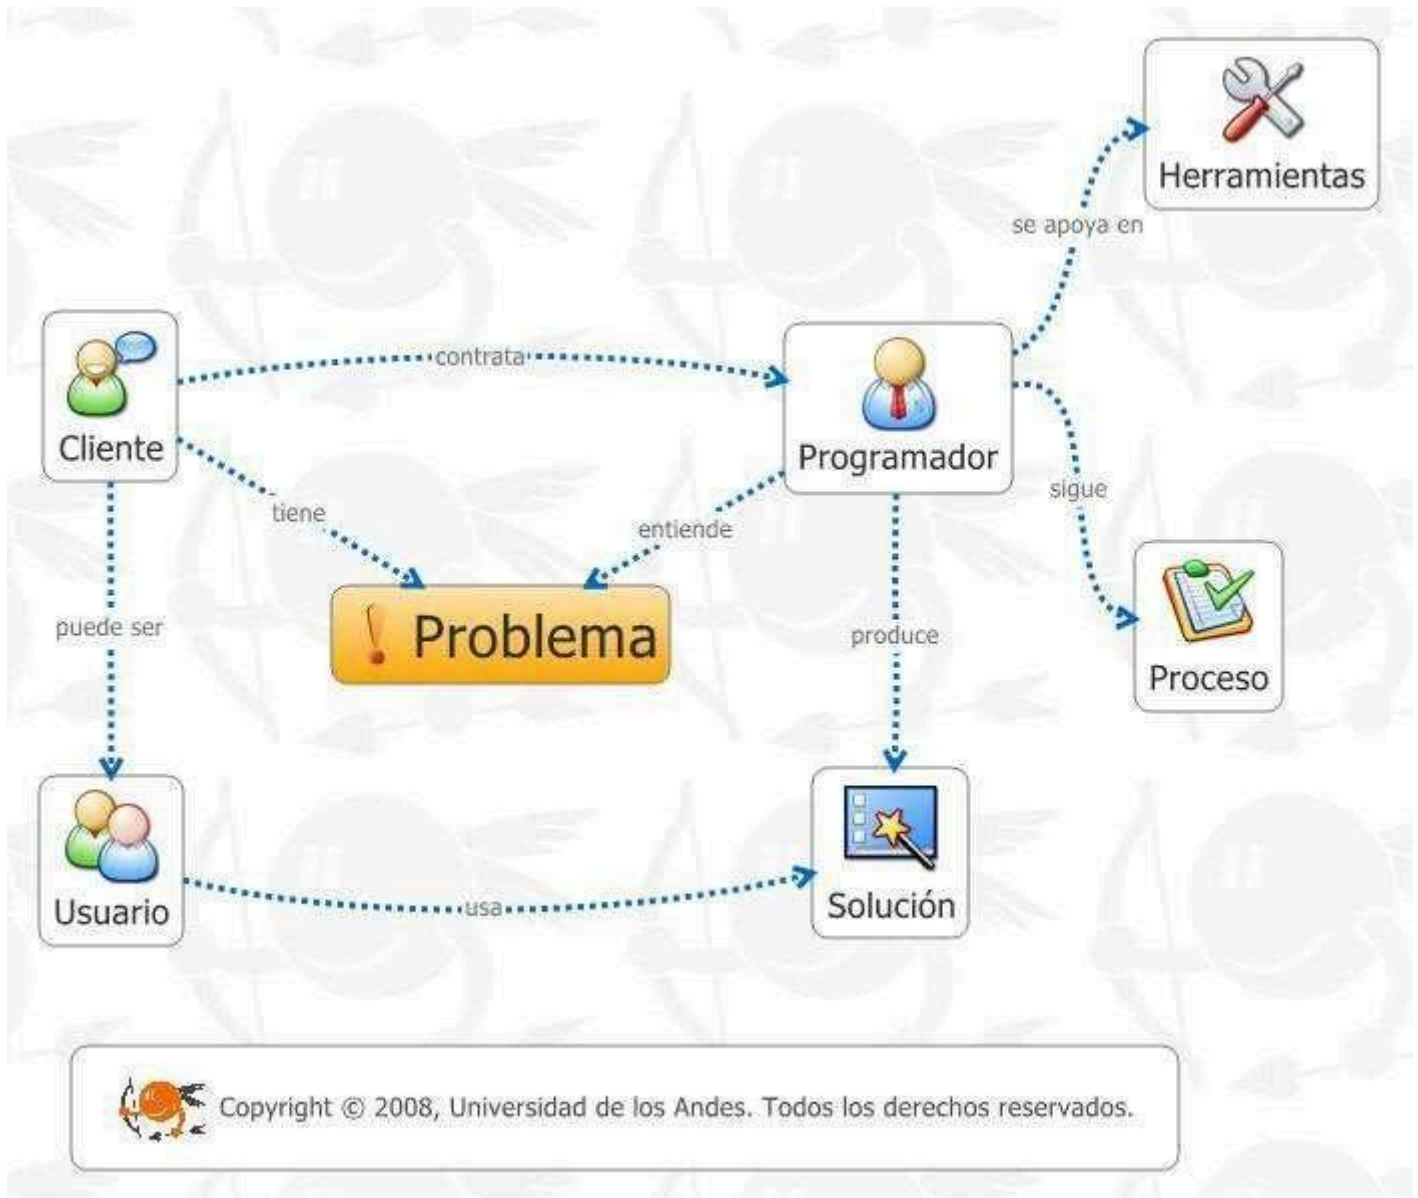 Herramientas
se apoya en
contrata
Cliente
Programador
sigue
tiene
entiende
puede ser
Problema
produce
Proceso
Usuario
usa
Solución
Copyright © 2008, Universidad de los Andes. Todos los derechos reservados.